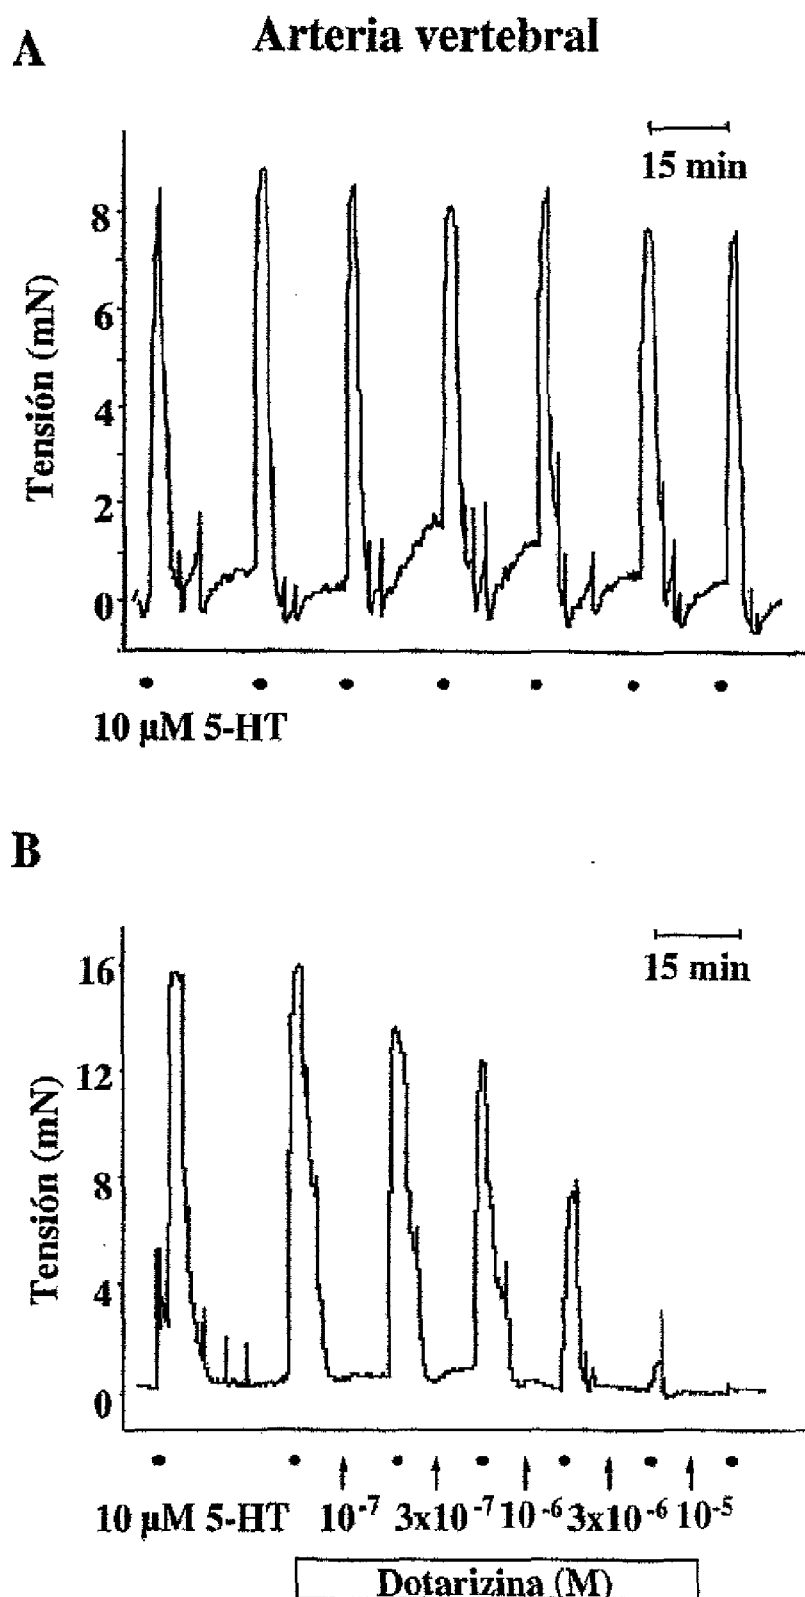 A
Arteria vertebral
15 min
Tensión (mN)
8
6
4
2
0
10 µM 5-HT
B
15 min
Tensión (mN)
16
12
8
4
0
10 µM 5-HT 10⁻⁷ 3x10⁻⁷ 10⁻⁶ 3x10⁻⁶ 10⁻⁵
Dotarizina (M)